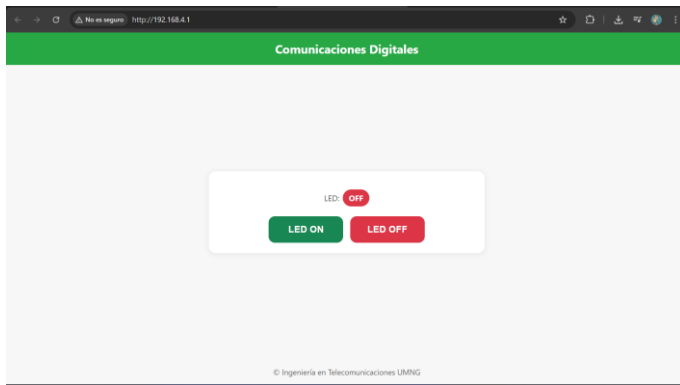 No es seguro http://192.168.4.1
Comunicaciones Digitales
LED: OFF
LED ON LED OFF
© Ingeniería en Telecomunicaciones UMNG